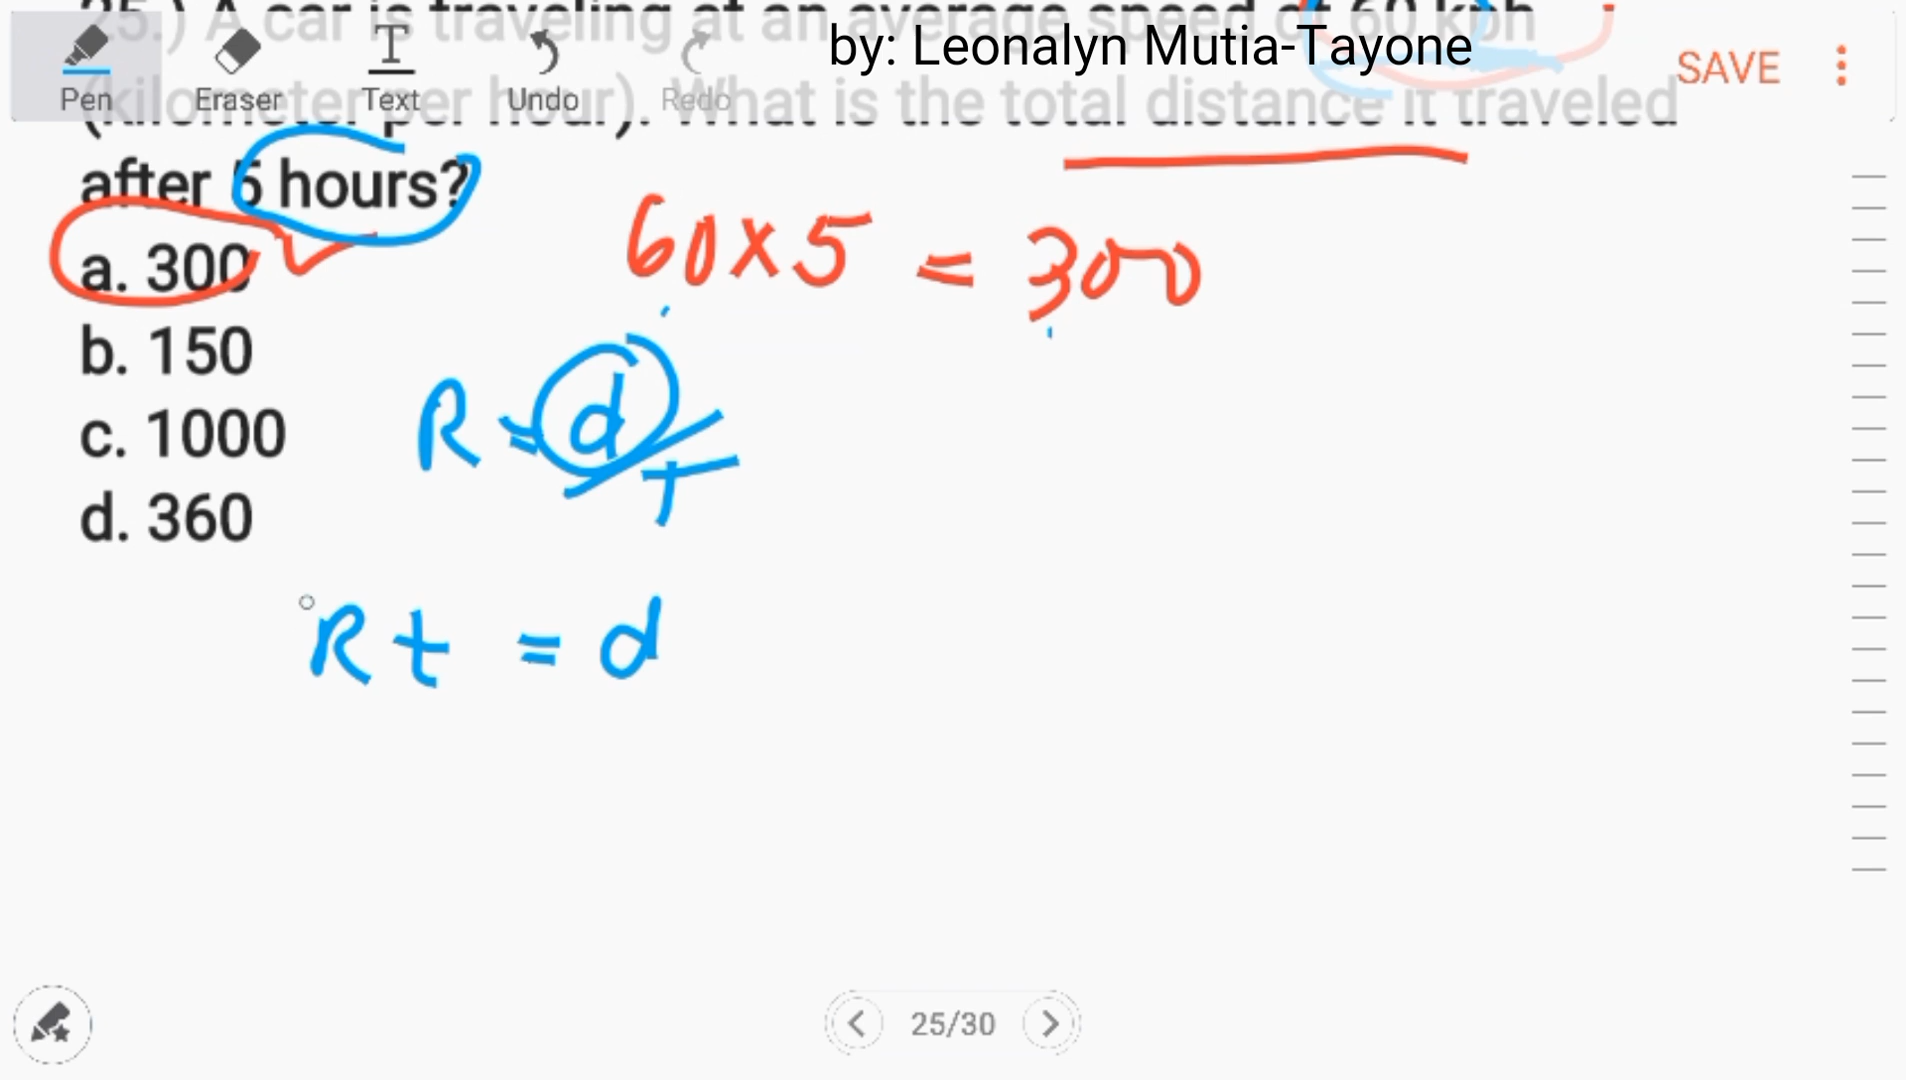 25.) A car is traveling at an average speed of 60 kph
by: Leonalyn Mutia-Tayone
SAVE
Pen Eraser Text Undo Redo
(kilometer per hour). What is the total distance it traveled
after 5 hours?
a. 300
60 x 5 = 300
b. 150
R = d/T
c. 1000
d. 360
Rt = d
25/30